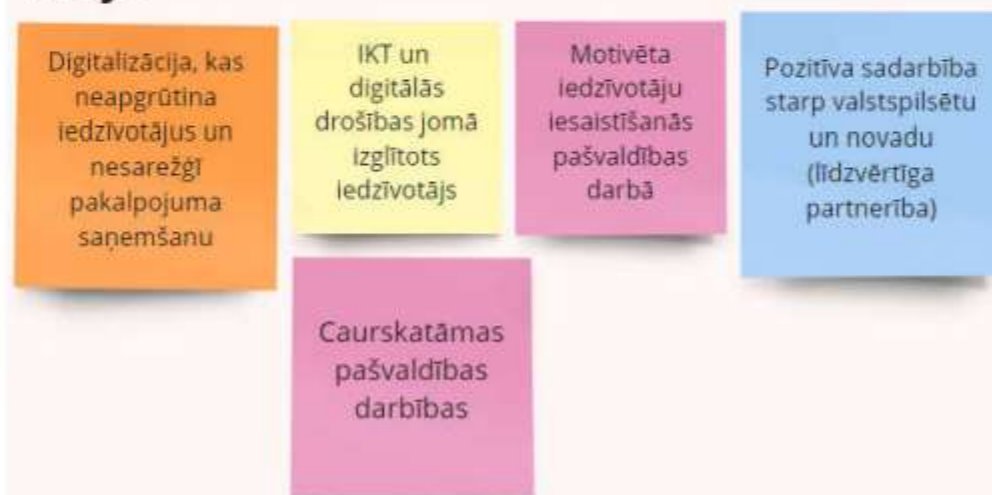 Digitalizācija, kas
neapgrūtina
iedzīvotājus un
nesarežģī
pakalpojuma
saņemšanu
IKT un
digitālās
drošības jomā
izglītots
iedzīvotājs
Motivēta
iedzīvotāju
iesaistīšanās
pašvaldības
darbā
Pozitīva sadarbība
starp valstspilsētu
un novadu
(līdzvērtīga
partnerība)
Caurskatāmas
pašvaldības
darbības